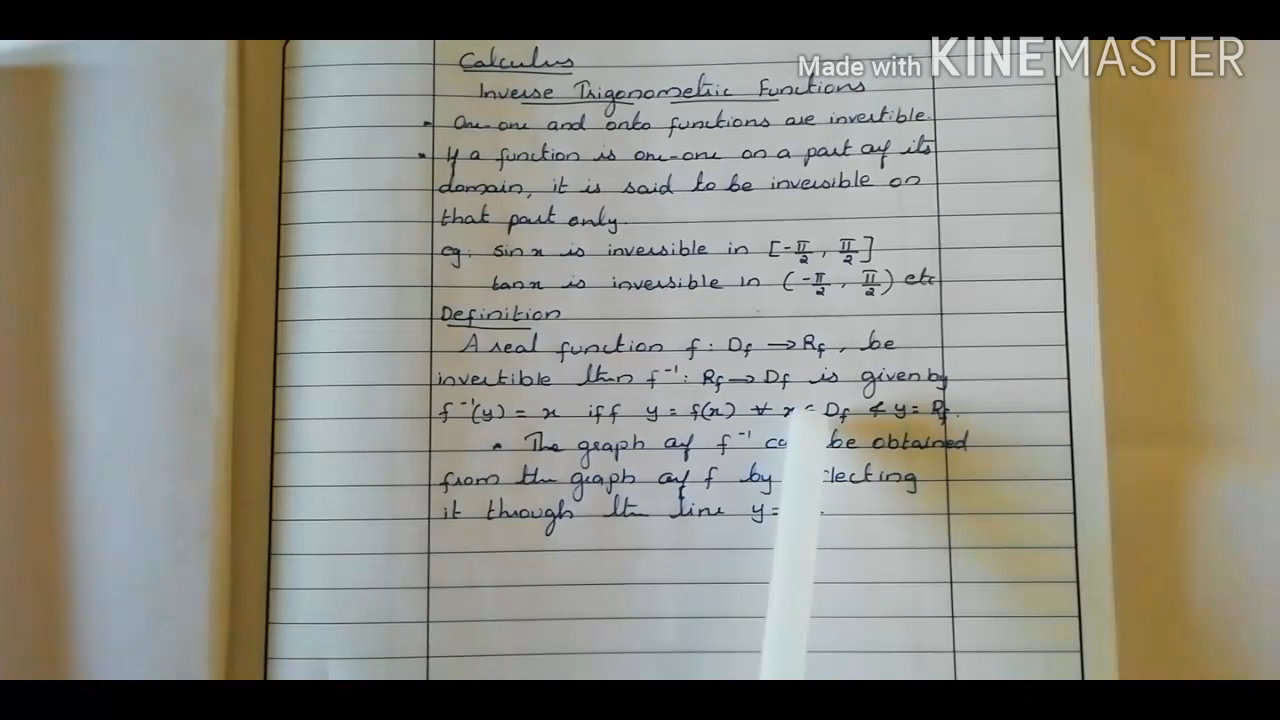 Made with KINEMASTER
Calculus
Inverse Trigonometric Functions
• One-one and onto functions are invertible.
• If a function is one-one on a part of its
domain, it is said to be inversible on
that part only.
eg: sin x is inversible in [-π/2, π/2]
tan x is inversible in (-π/2, π/2) etc
Definition
A real function f: Df → Rf, be
invertible then f⁻¹: Rf → Df is given by
f⁻¹(y) = x iff y = f(x) ∀ x Df & y = Rf.
• The graph of f⁻¹ be obtained
from the graph of f by
it through the line y =